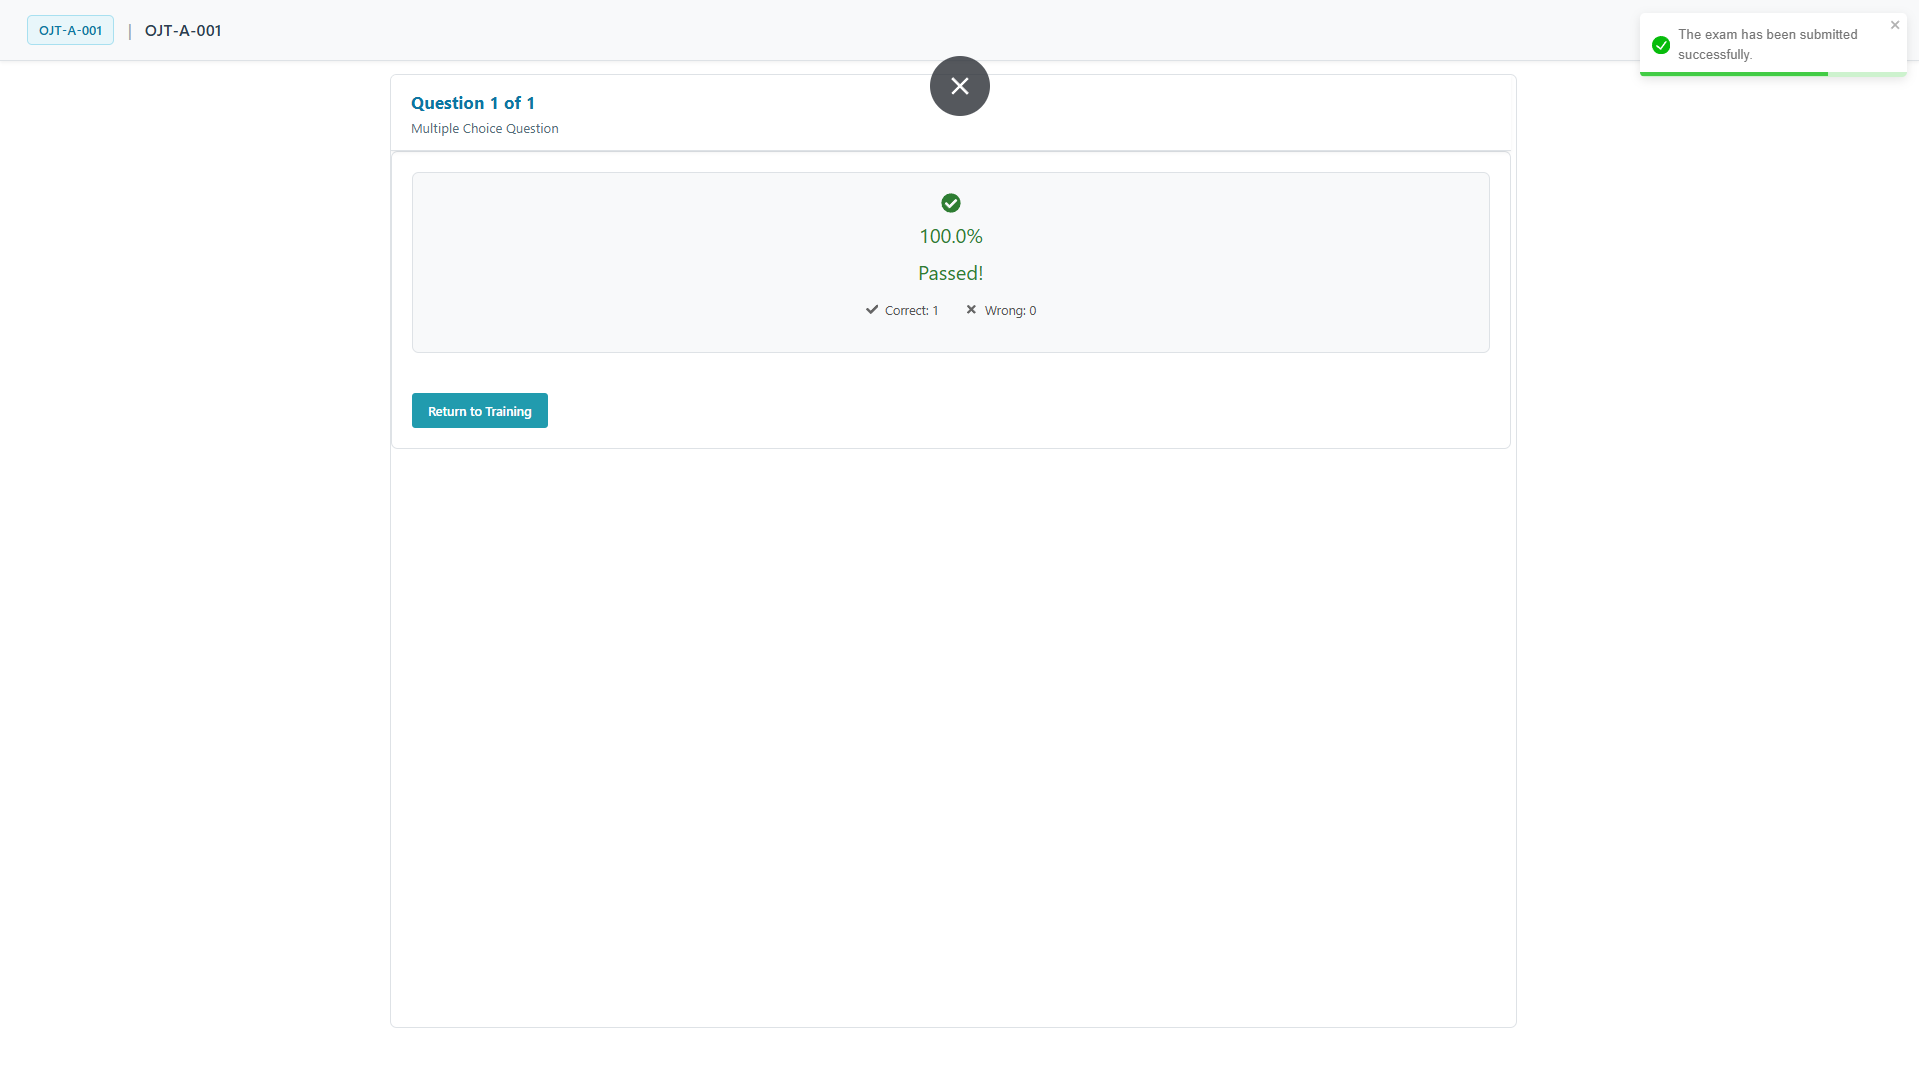 OJT-A-001 | OJT-A-001
The exam has been submitted
successfully.
Question 1 of 1
Multiple Choice Question
100.0%
Passed!
Correct: 1 Wrong: 0
Return to Training